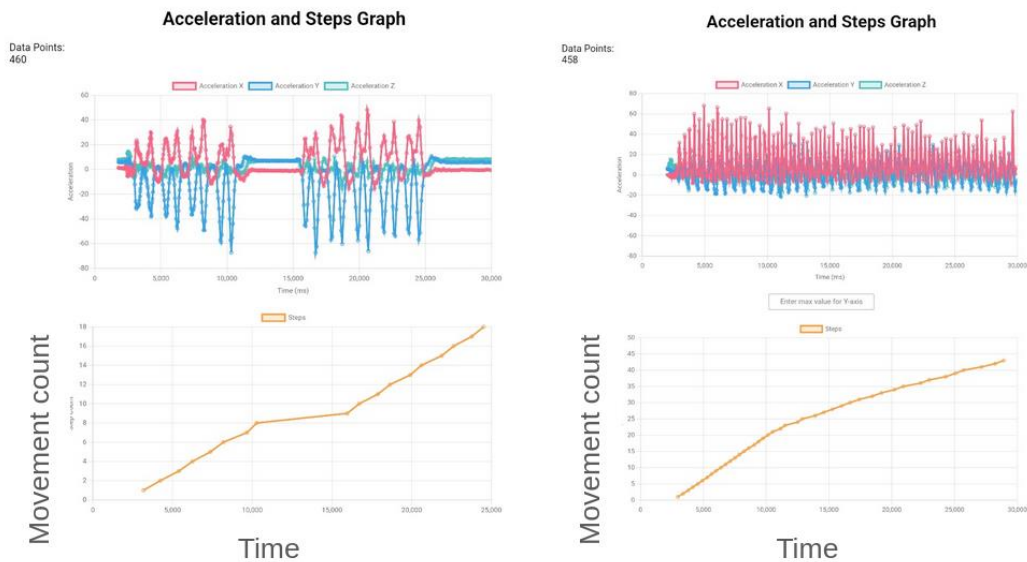 Acceleration and Steps Graph
Data Points:
460
Acceleration X Acceleration Y Acceleration Z
60
40
20
0
-20
-40
-60
-80
Acceleration
0 5,000 10,000 15,000 20,000 25,000 30,000
Time (ms)
Steps
18
16
14
12
10
8
6
4
2
0
Movement count
0 5,000 10,000 15,000 20,000 25,000
Time
Acceleration and Steps Graph
Data Points:
458
Acceleration X Acceleration Y Acceleration Z
80
60
40
20
0
-20
-40
-60
-80
Acceleration
0 5,000 10,000 15,000 20,000 25,000 30,000
Time (ms)
Enter max value for Y-axis
Steps
50
45
40
35
30
25
20
15
10
5
0
Movement count
0 5,000 10,000 15,000 20,000 25,000 30,000
Time